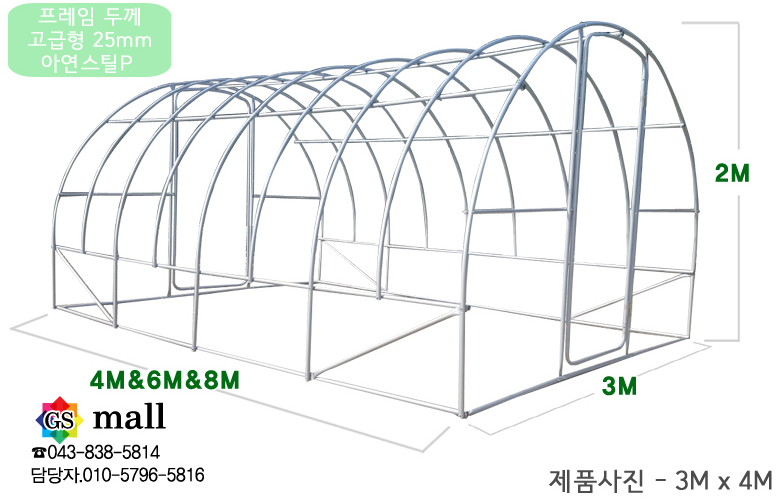 프레임 두께
고급형 25mm
아연스틸P
2M
4M&6M&8M
3M
GS mall
☎043-838-5814
담당자.010-5796-5816
제품사진 - 3M x 4M